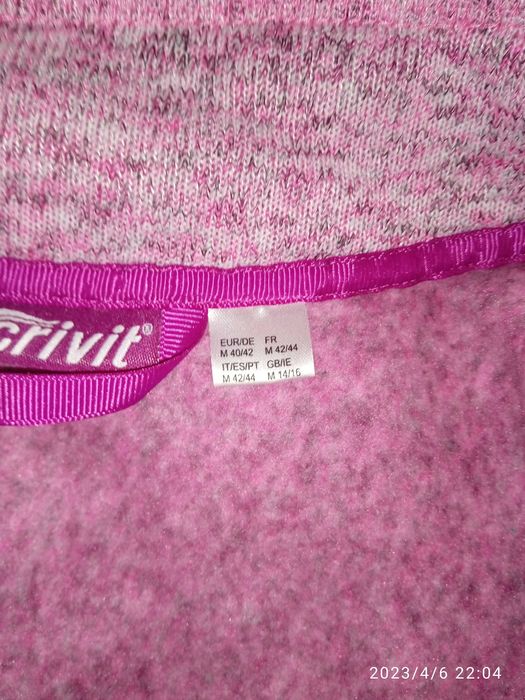 crivit®
EUR/DE FR
M 40/42 M 42/44
IT/ES/PT GB/IE
M 42/44 M 14/16
2023/4/6 22:04